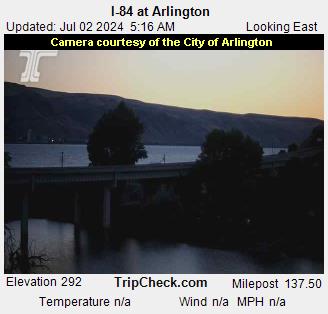 I-84 at Arlington
Updated: Jul 02 2024 5:16 AM Looking East
Camera courtesy of the City of Arlington
Elevation 292 TripCheck.com Milepost 137.50
Temperature n/a Wind n/a MPH n/a